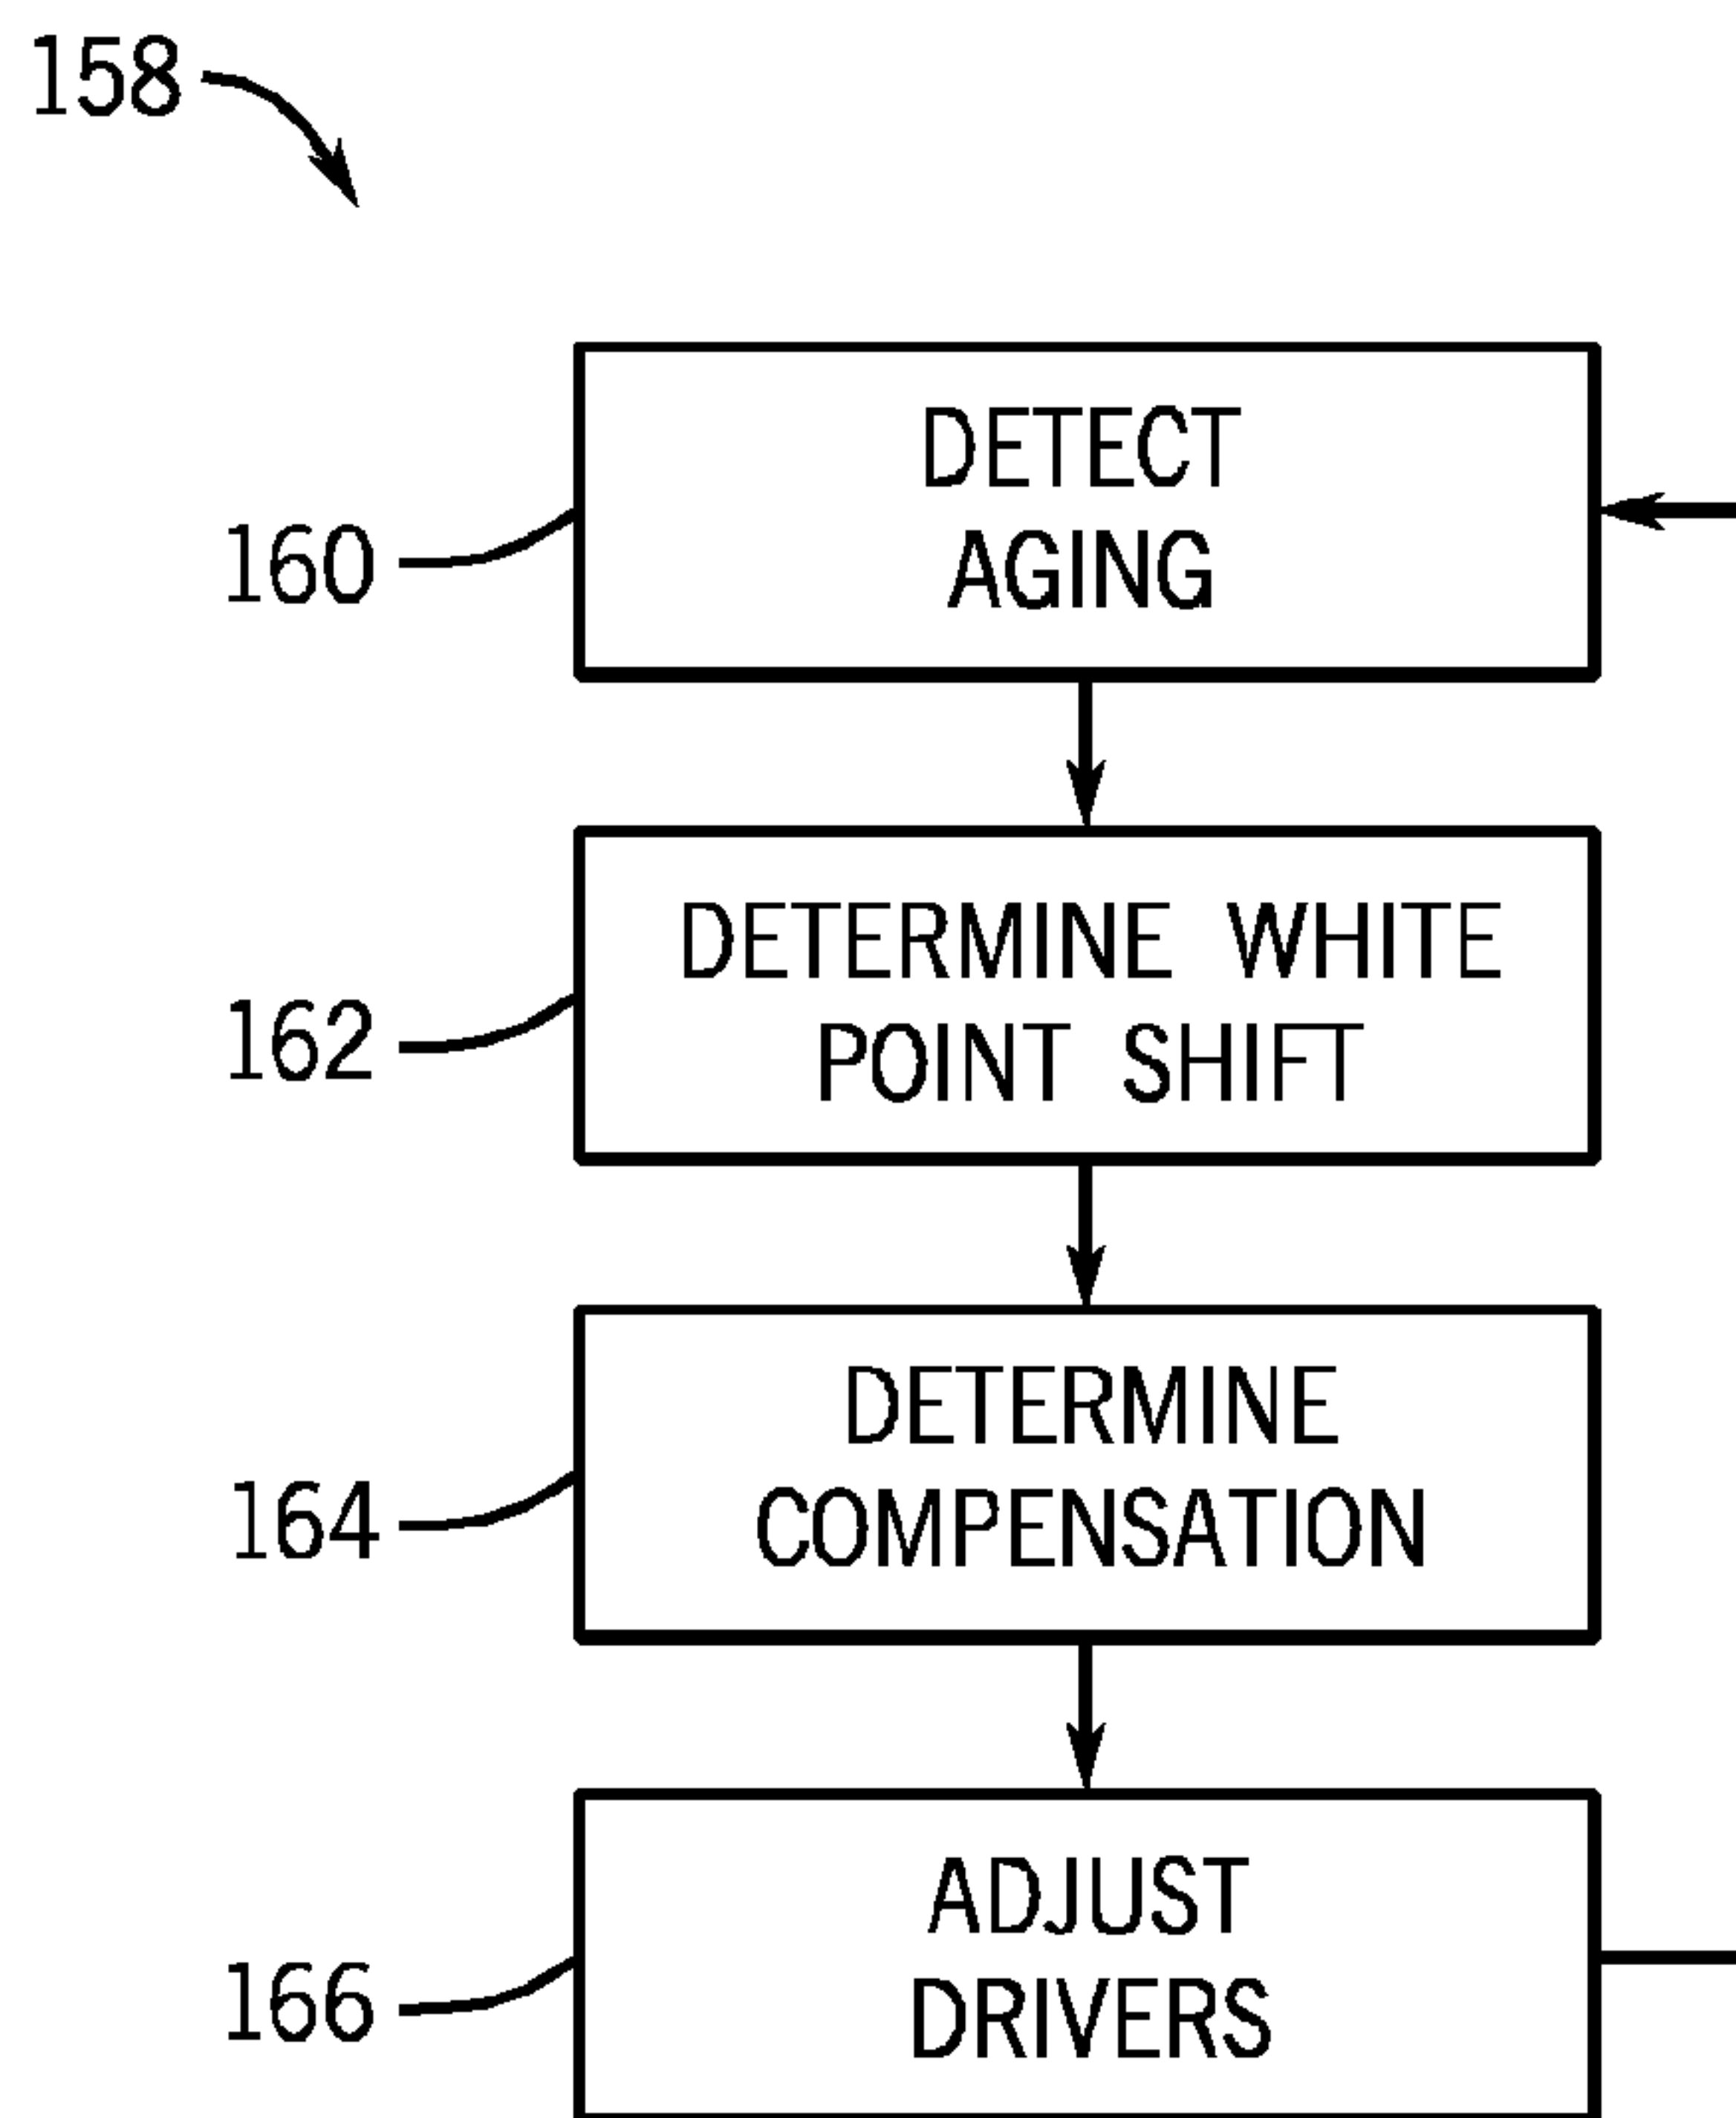 158
DETECT
AGING
160
DETERMINE WHITE
POINT SHIFT
162
DETERMINE
COMPENSATION
164
ADJUST
DRIVERS
166